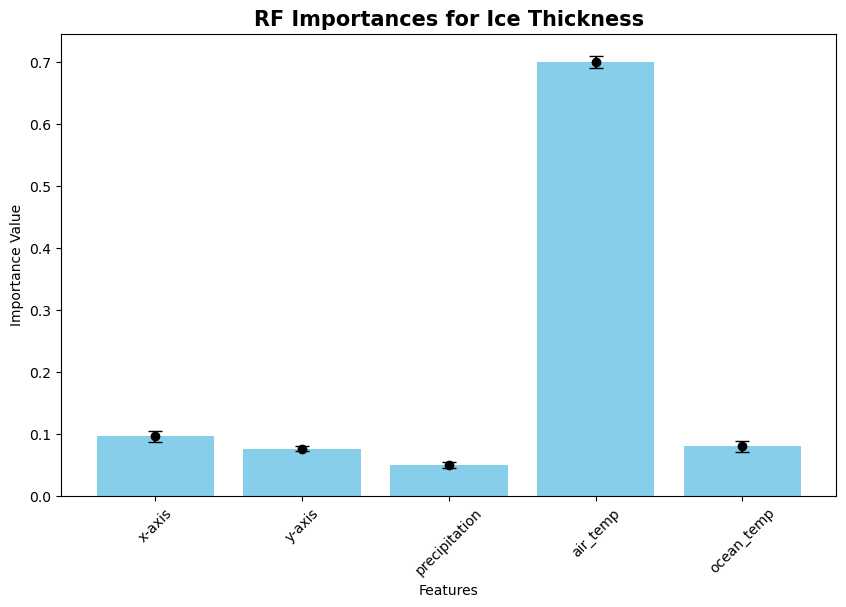 RF Importances for Ice Thickness
Importance Value
0.7
0.6
0.5
0.4
0.3
0.2
0.1
0.0
x-axis
y-axis
precipitation
air_temp
ocean_temp
Features